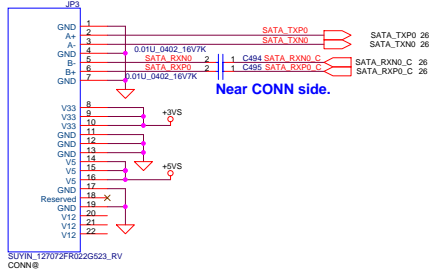 JP3
GND 1
A+ 2 SATA_TXP0 SATA_TXP0 26
A- 3 SATA_TXN0 SATA_TXN0 26
GND 4 0.01U_0402_16V7K
B- 5 SATA_RXN0 2 1 C494 SATA_RXN0_C SATA_RXN0_C 26
B+ 6 SATA_RXP0 2 1 C495 SATA_RXP0_C SATA_RXP0_C 26
GND 7 0.01U_0402_16V7K
Near CONN side.
V33 8
V33 9 +3VS
V33 10
GND 11
GND 12
GND 13
V5 14
V5 15 +5VS
V5 16
GND 17
Reserved 18
GND 19
V12 20
V12 21
V12 22
SUYIN_127072FR022G523_RV
CONN@